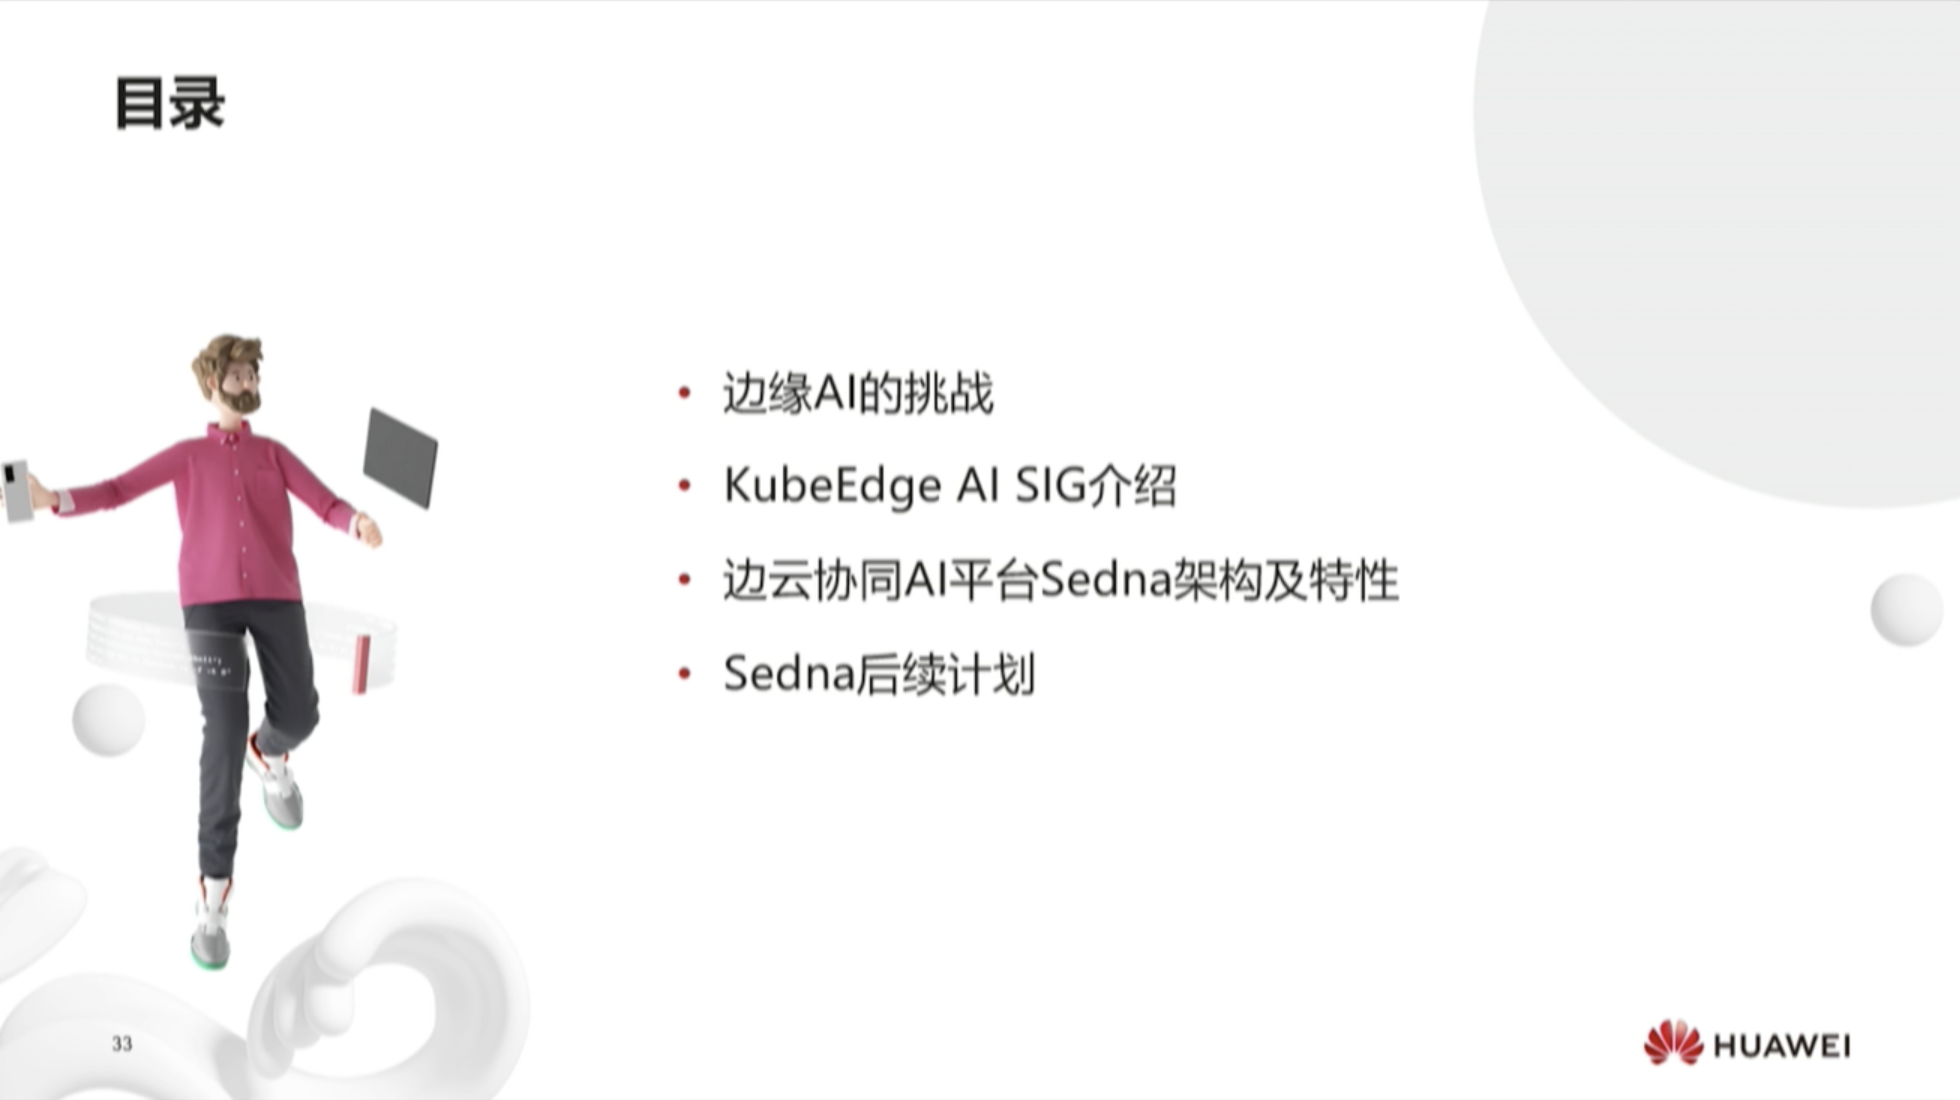 目录
边缘AI的挑战
KubeEdge AI SIG介绍
边云协同AI平台Sedna架构及特性
Sedna后续计划
33
HUAWEI